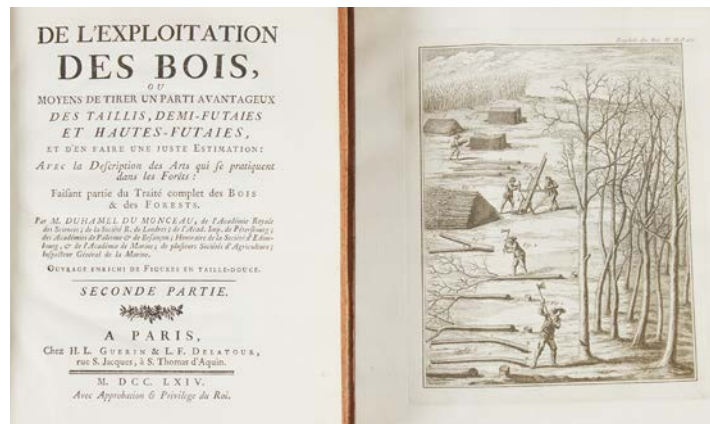 DE L'EXPLOITATION
DES BOIS,
OU
MOYENS DE TIRER UN PARTI AVANTAGEUX
DES TAILLIS, DEMI-FUTAIES
ET HAUTES-FUTAIES,
ET D'EN FAIRE UNE JUSTE ESTIMATION:
Avec la Description des Arts qui se pratiquent
dans les Forêts:
Faisant partie du Traité complet des BOIS
& des FORESTS.
Par M. DUHAMEL DU MONCEAU, de l'Académie Royale
des Sciences; de la Société R. de Londres; de l'Acad. Imp. de Pétersbourg;
des Académies de Palerme & de Besançon; Honoraire de la Société d'Edim-
bourg, & de l'Académie de Marine; de plusieurs Sociétés d'Agriculture;
Inspecteur Général de la Marine.
OUVRAGE ENRICHI DE FIGURES EN TAILLE-DOUCE.
SECONDE PARTIE.
A PARIS,
Chez H. L. GUERIN & L. F. DELATOUR,
rue S. Jacques, à S. Thomas d'Aquin.
M. DCC. LXIV.
Avec Approbation & Privilége du Roi.